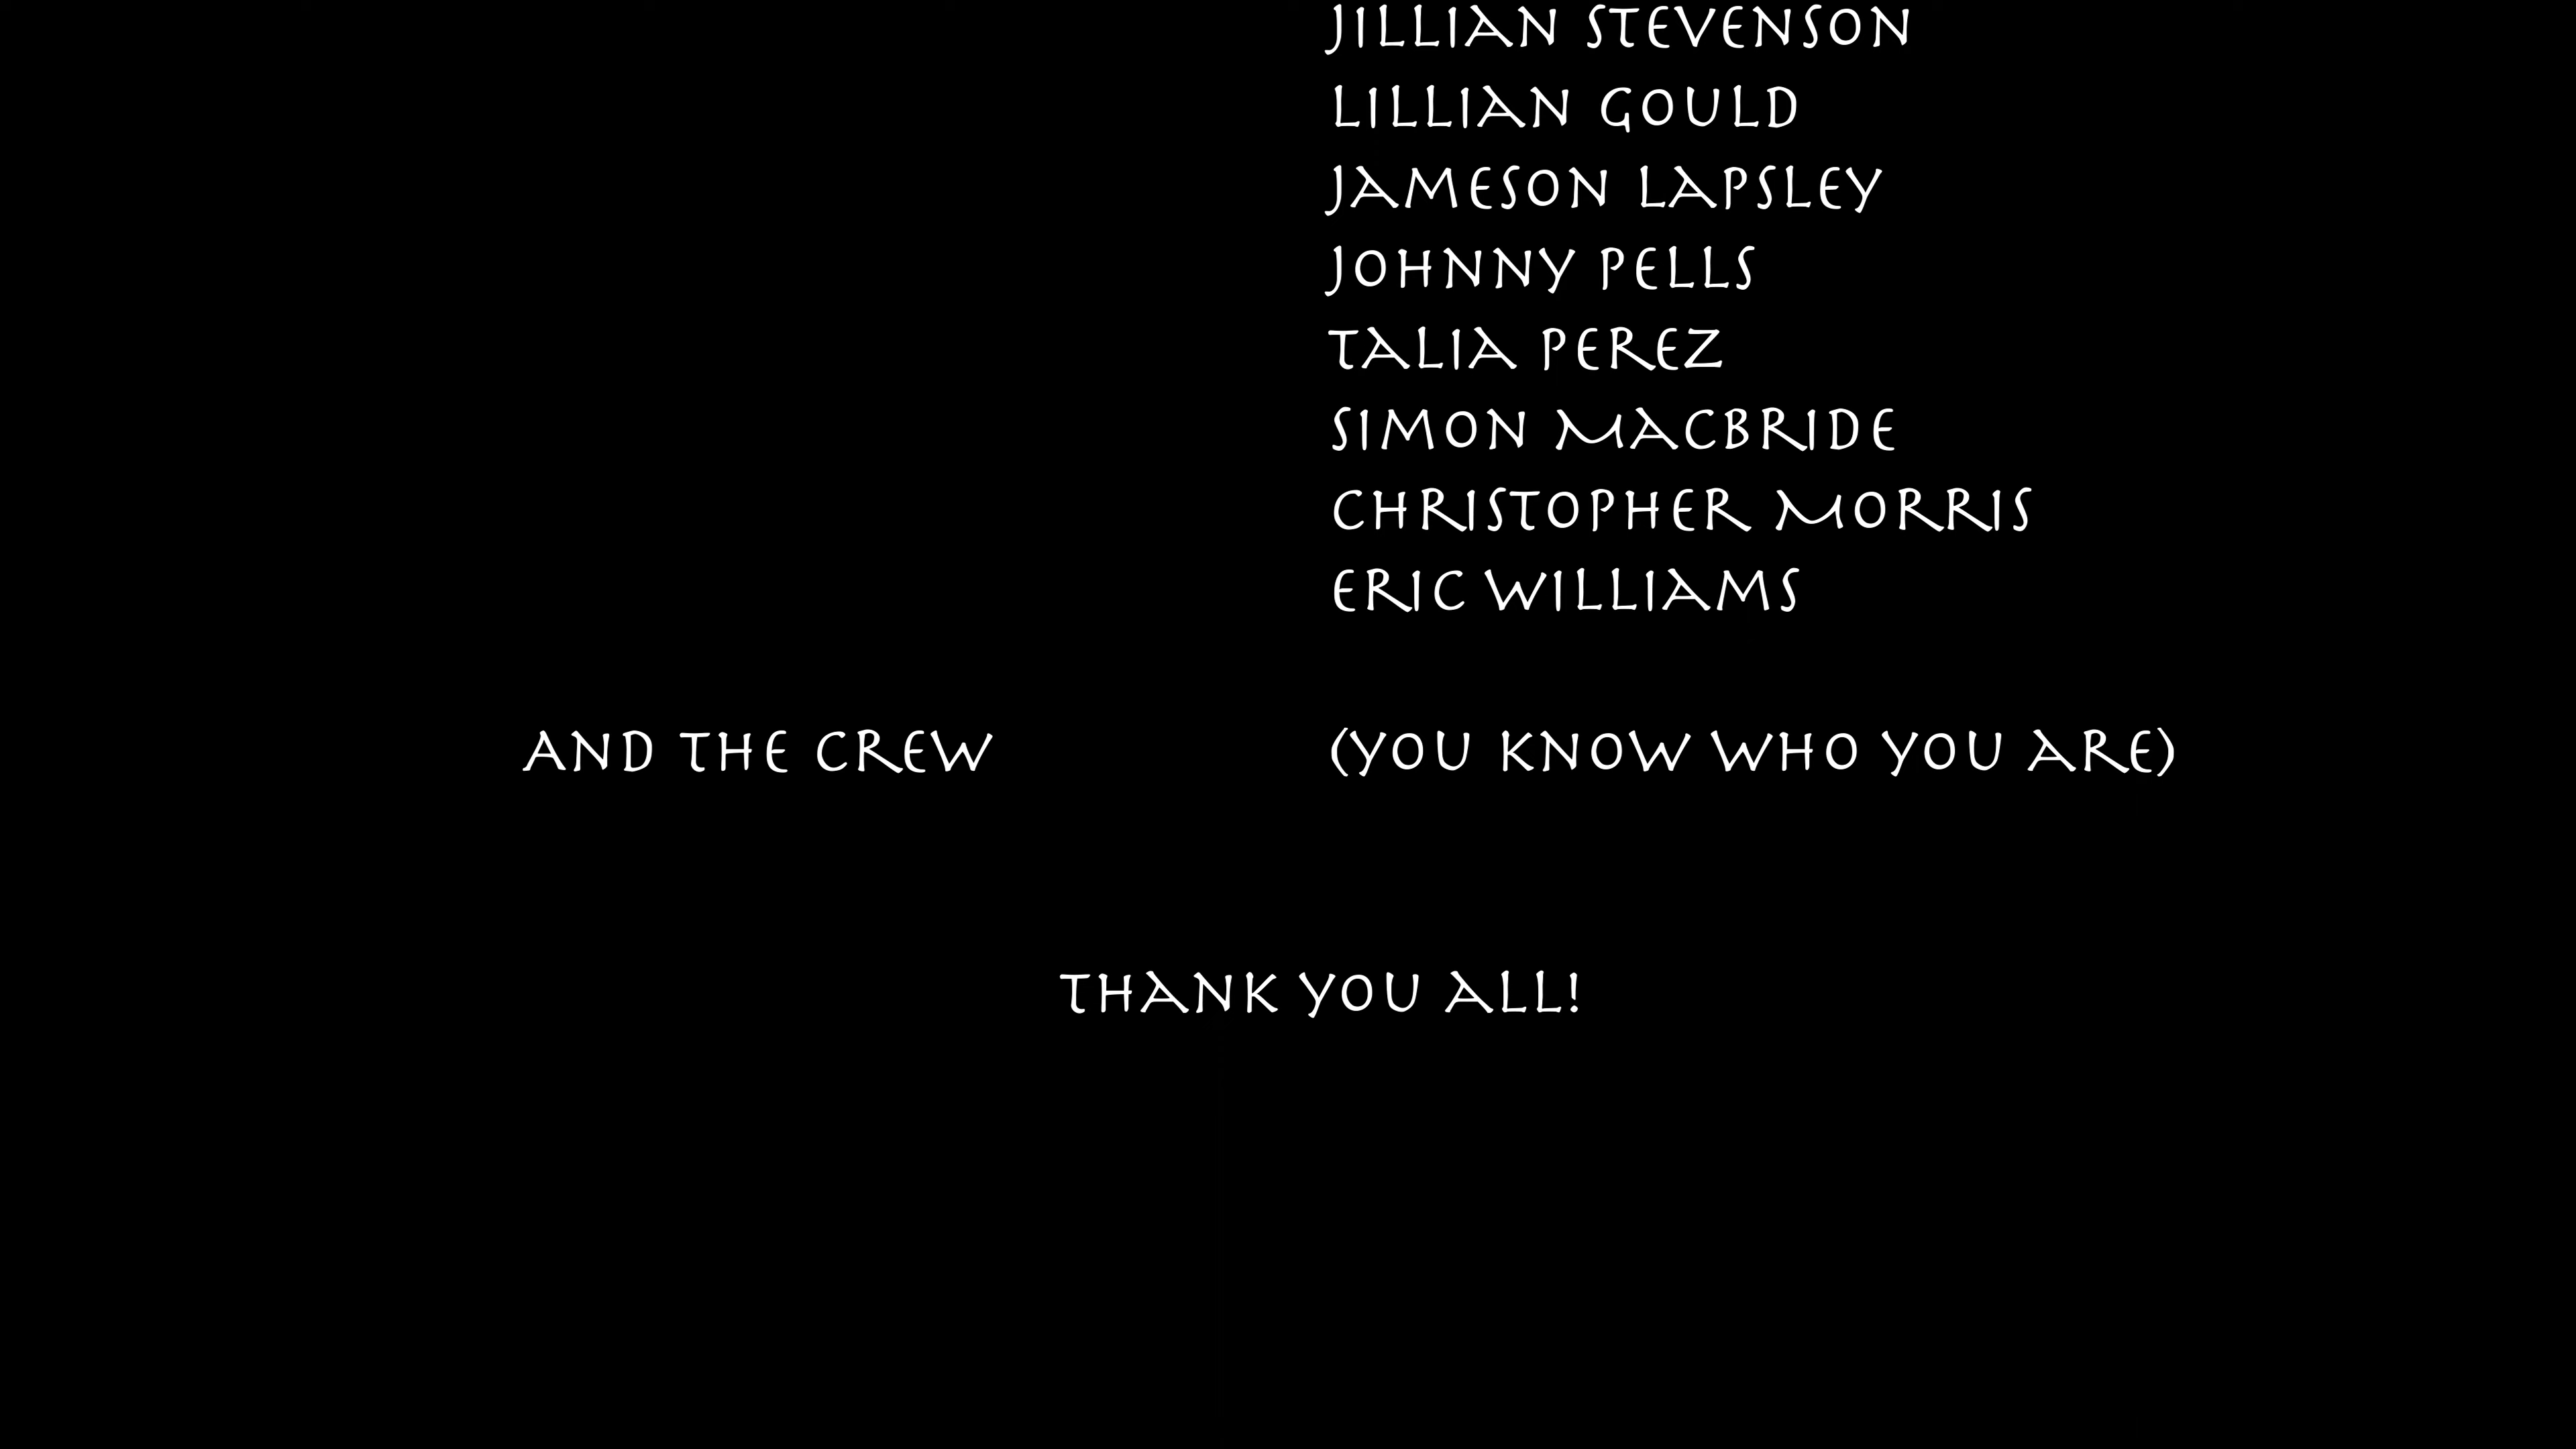 JILLIAN STEVENSON
LILLIAN GOULD
JAMESON LAPSLEY
JOHNNY PELLS
TALIA PEREZ
SIMON MACBRIDE
CHRISTOPHER MORRIS
ERIC WILLIAMS
AND THE CREW (YOU KNOW WHO YOU ARE)
THANK YOU ALL!